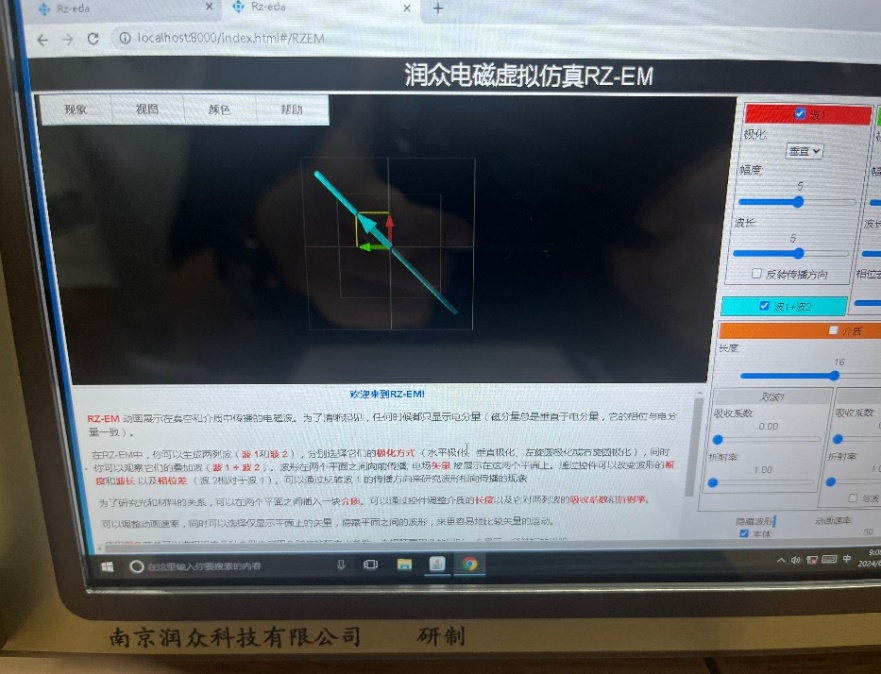 Rz-eda
Rz-eda
localhost:8000/index.html#/RZEM
润众电磁虚拟仿真RZ-EM
现象 视图 颜色 帮助
波1
极化:
垂直
幅度:
5
波长:
5
反转传播方向
波1+波2
介质
长度:
16
对波1
吸收系数:
吸收系数:
0.00
折射率:
折射率:
1.00
隐藏波形
动画速率:
本体
30
欢迎来到RZ-EM!
RZ-EM 动画展示在真空和介质中传播的电磁波。为了清晰起见，任何时候都只显示电分量（磁分量总是垂直于电分量，它的相位与电分
量一致）。
在RZ-EM中，你可以生成两列波（波1和波2），分别选择它们的极化方式（水平极化、垂直极化、左旋圆极化或右旋圆极化），同时
你可以观察它们的叠加波（波1+波2）。波形在两个平面之间向前传播; 电场矢量被展示在这两个平面上。通过控件可以改变波形的幅
度和波长以及相位差（波2相对于波1）。可以通过反转波1的传播方向来研究波形相向传播的现象
为了研究光和材料的关系，可以在两个平面之间插入一块介质。可以通过控件调整介质的长度以及它对两列波的吸收系数和折射率。
可以调整动画速率，同时可以选择仅显示平面上的矢量，隐藏平面之间的波形，来更容易地比较矢量的运动。
在这里输入你要搜索的内容
中
南京润众科技有限公司 研制